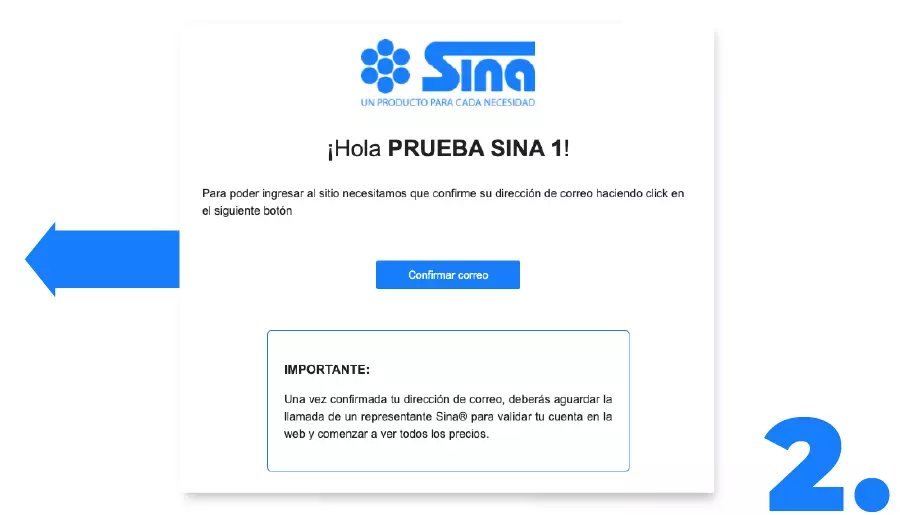 Sina
UN PRODUCTO PARA CADA NECESIDAD
¡Hola PRUEBA SINA 1!
Para poder ingresar al sitio necesitamos que confirme su dirección de correo haciendo click en
el siguiente botón
Confirmar correo
IMPORTANTE:
Una vez confirmada tu dirección de correo, deberás aguardar la
llamada de un representante Sina® para validar tu cuenta en la
web y comenzar a ver todos los precios.
2.